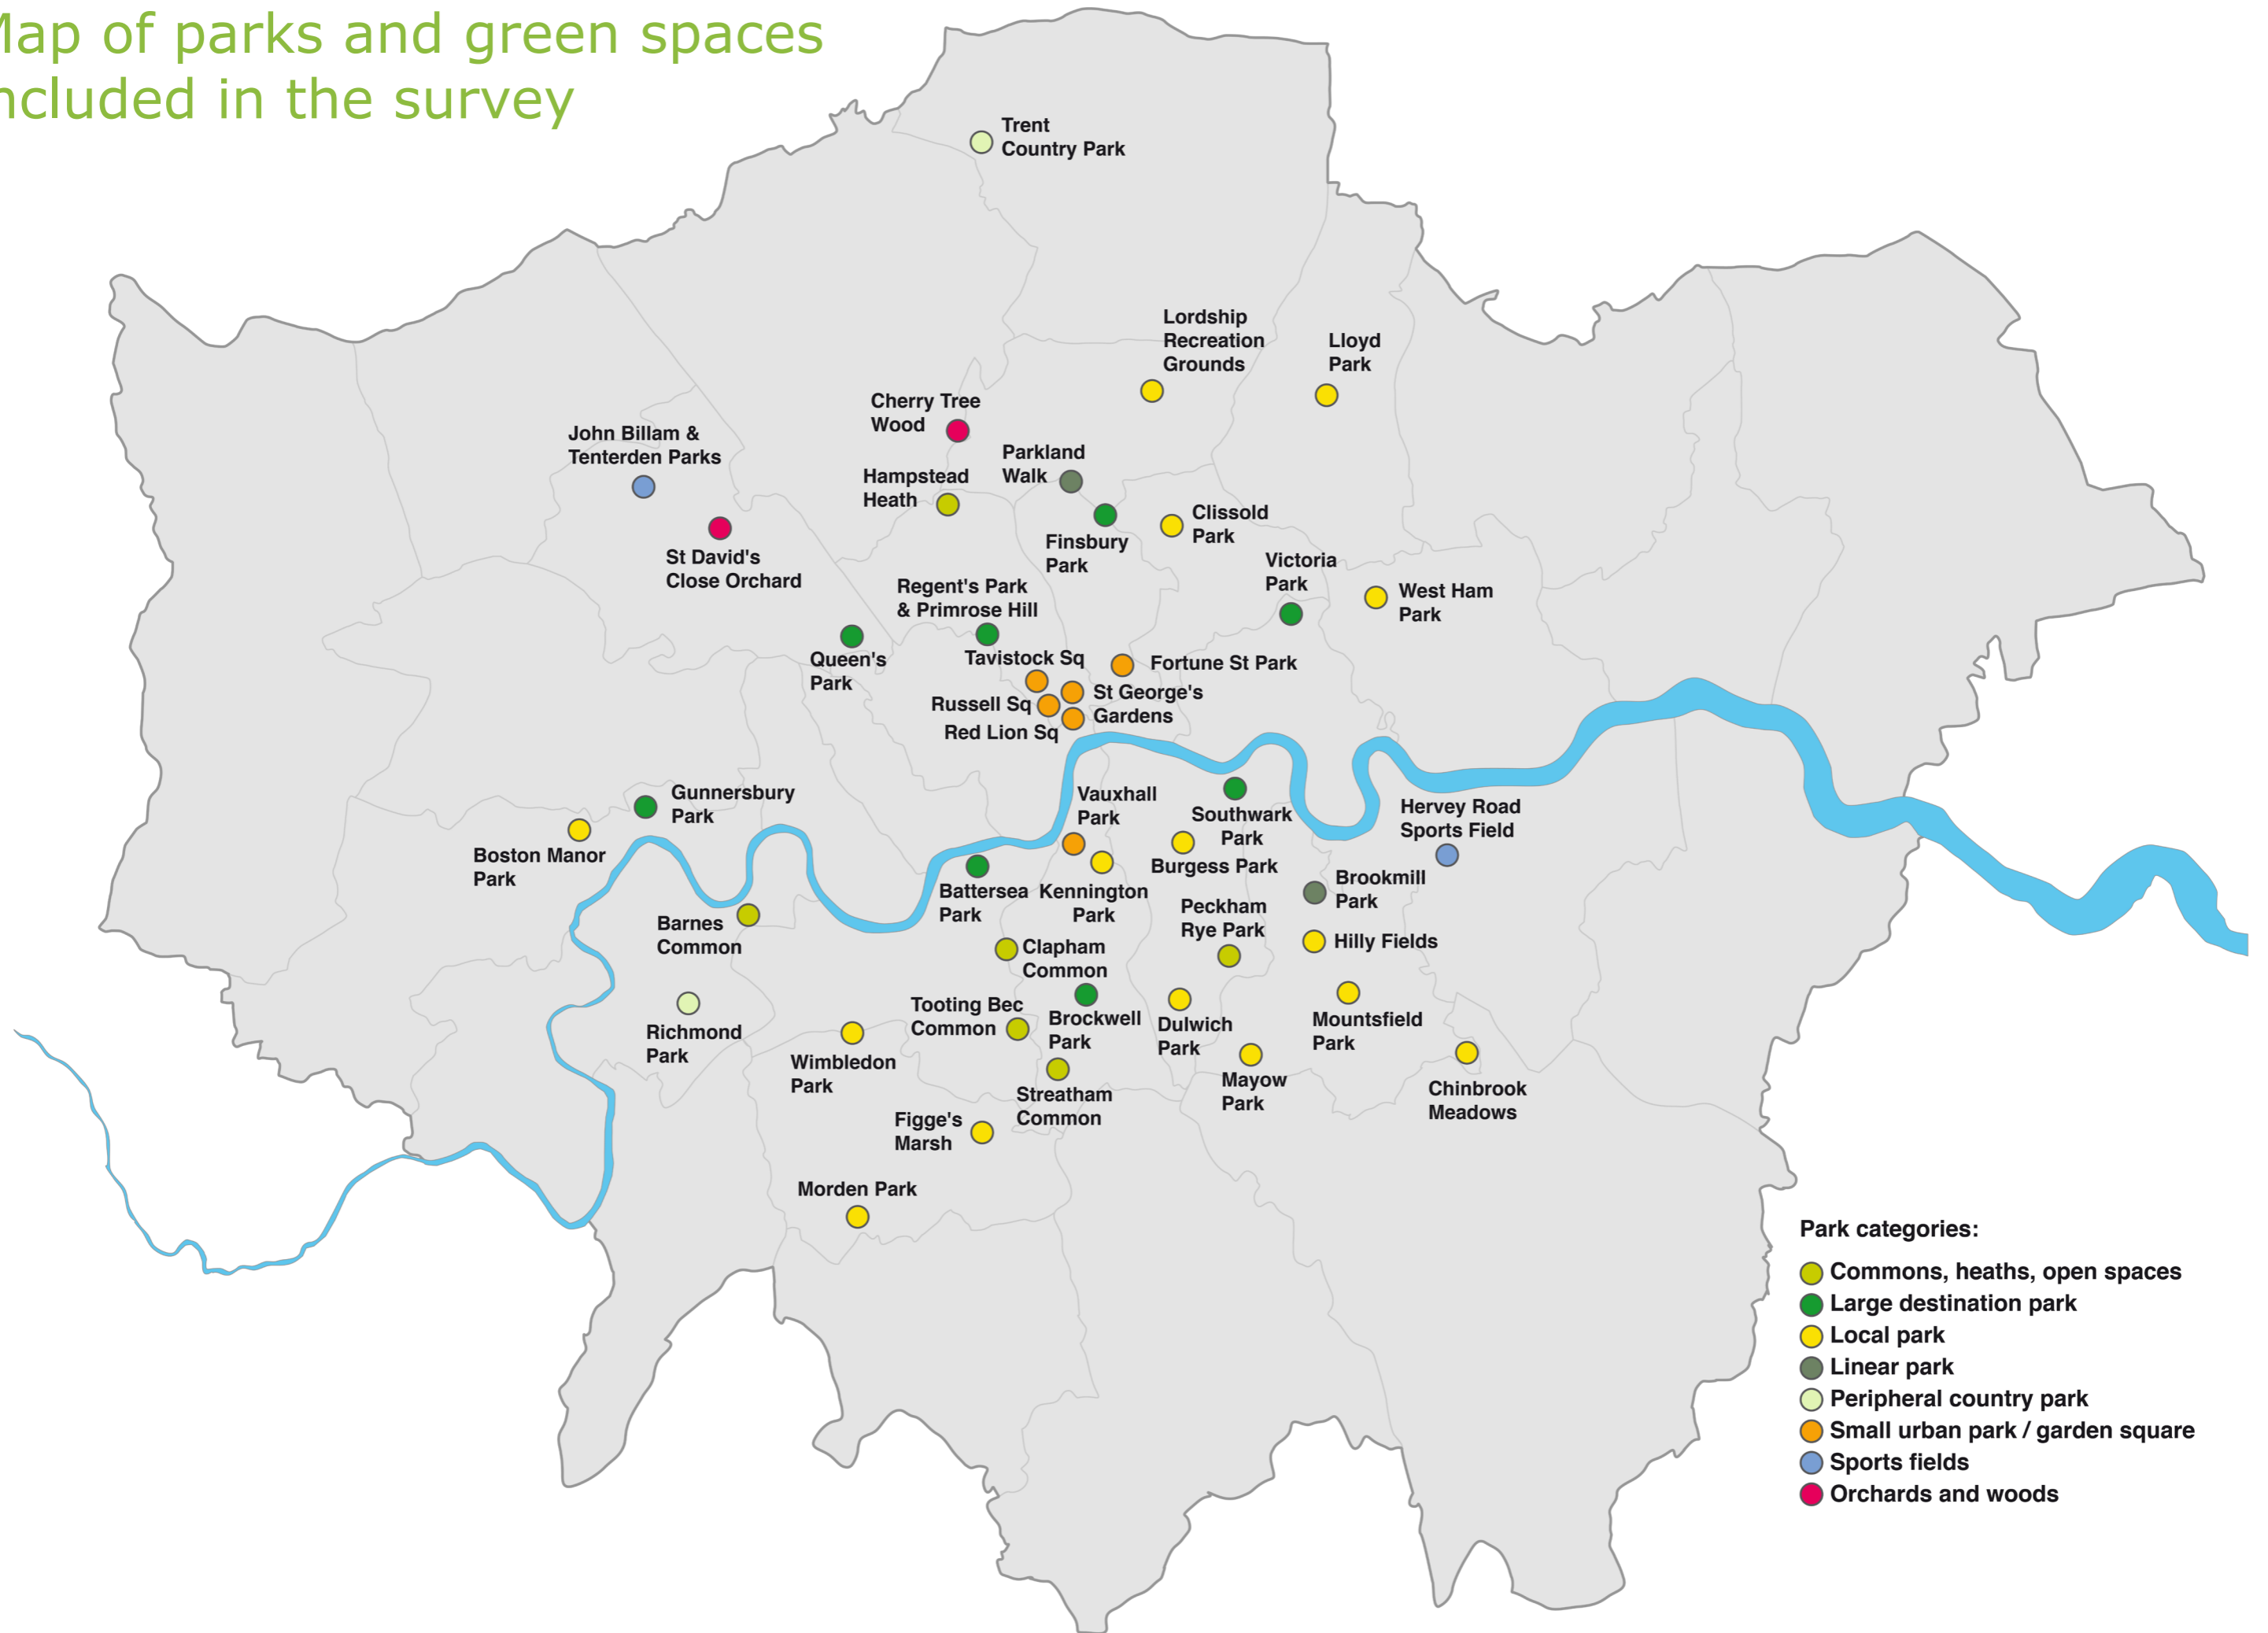 Map of parks and green spaces
ncluded in the survey
Trent
Country Park
Lordship
Recreation
Grounds
Lloyd
Park
Cherry Tree
Wood
John Billam &
Tenterden Parks
Parkland
Walk
Hampstead
Heath
Clissold
Park
Finsbury
Park
St David's
Close Orchard
Victoria
Park
Regent's Park
& Primrose Hill
West Ham
Park
Queen's
Park
Tavistock Sq
Fortune St Park
St George's
Gardens
Russell Sq
Red Lion Sq
Gunnersbury
Park
Vauxhall
Park
Southwark
Park
Hervey Road
Sports Field
Boston Manor
Park
Burgess Park
Battersea
Park
Kennington
Park
Brookmill
Park
Barnes
Common
Peckham
Rye Park
Hilly Fields
Clapham
Common
Richmond
Park
Tooting Bec
Common
Brockwell
Park
Dulwich
Park
Mountsfield
Park
Wimbledon
Park
Mayow
Park
Streatham
Common
Chinbrook
Meadows
Figge's
Marsh
Morden Park
Park categories:
Commons, heaths, open spaces
Large destination park
Local park
Linear park
Peripheral country park
Small urban park / garden square
Sports fields
Orchards and woods